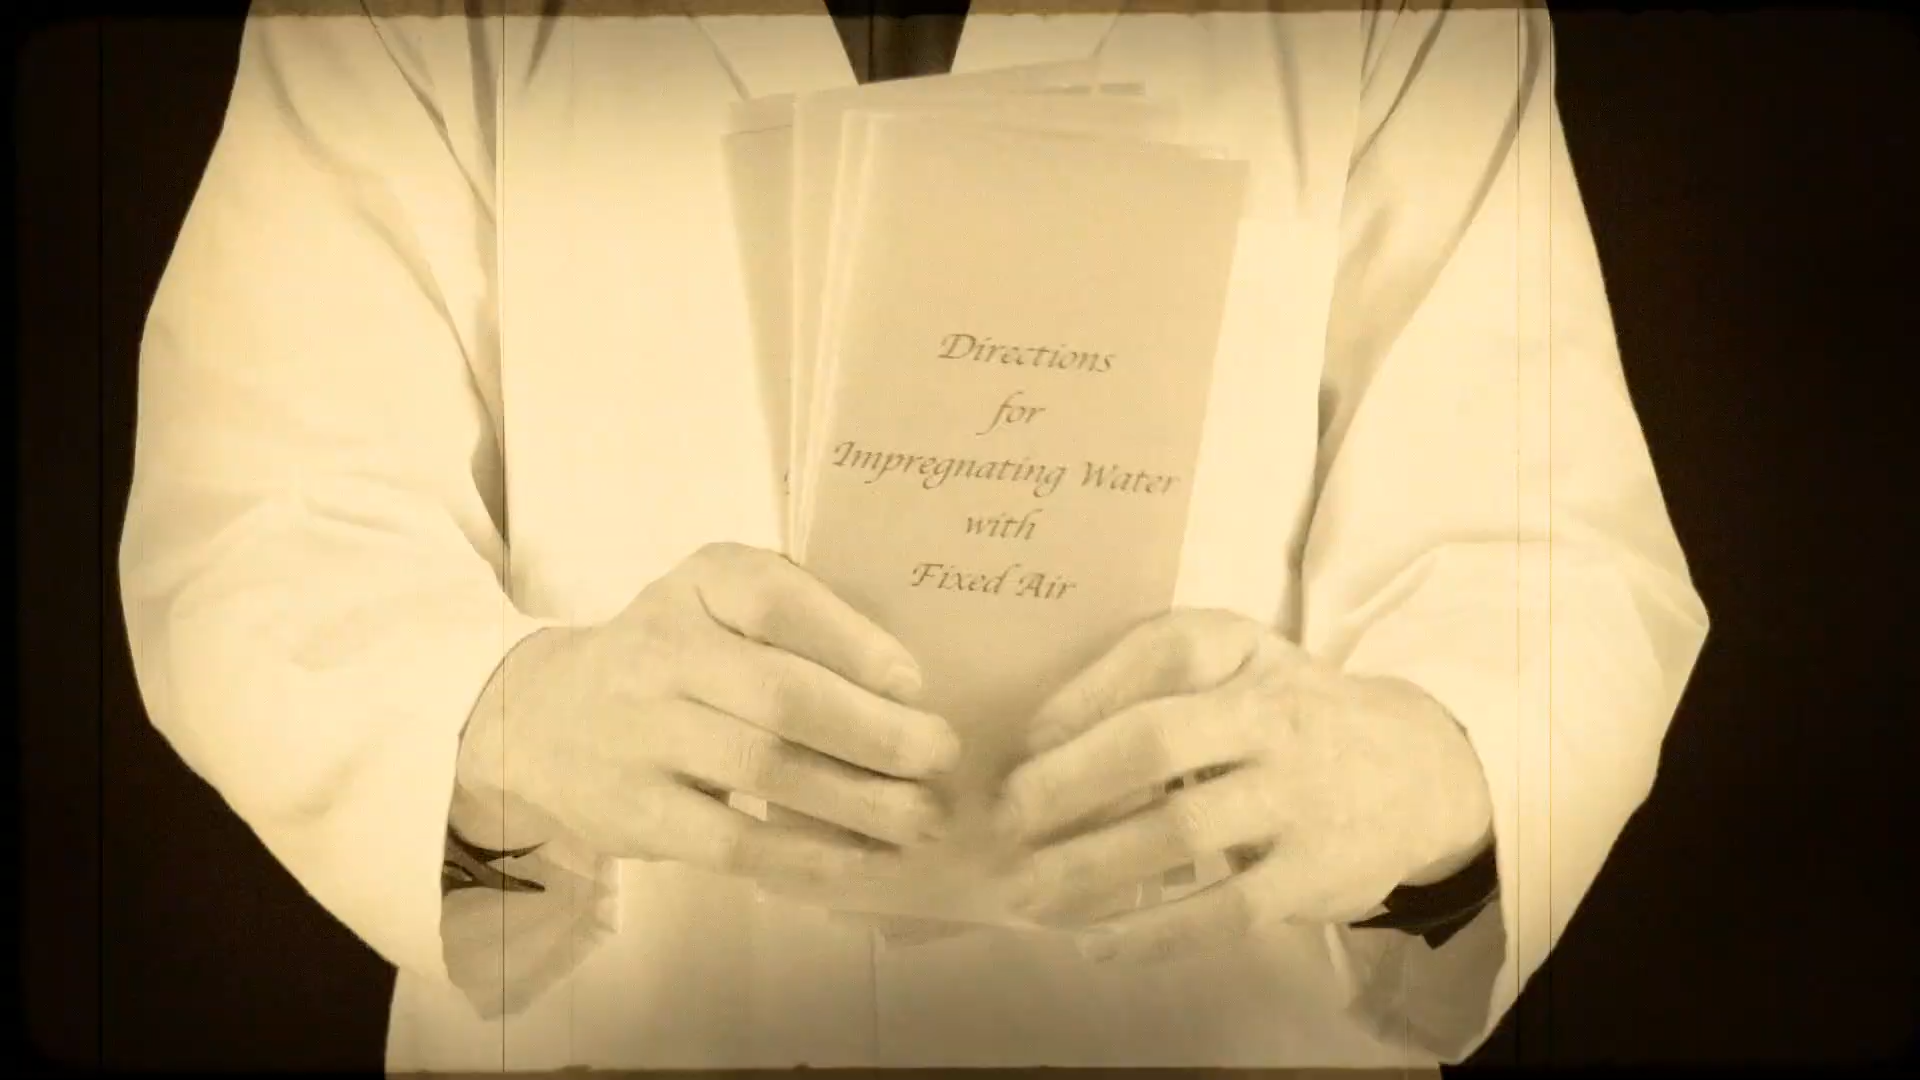 Directions
for
Impregnating Water
with
Fixed Air